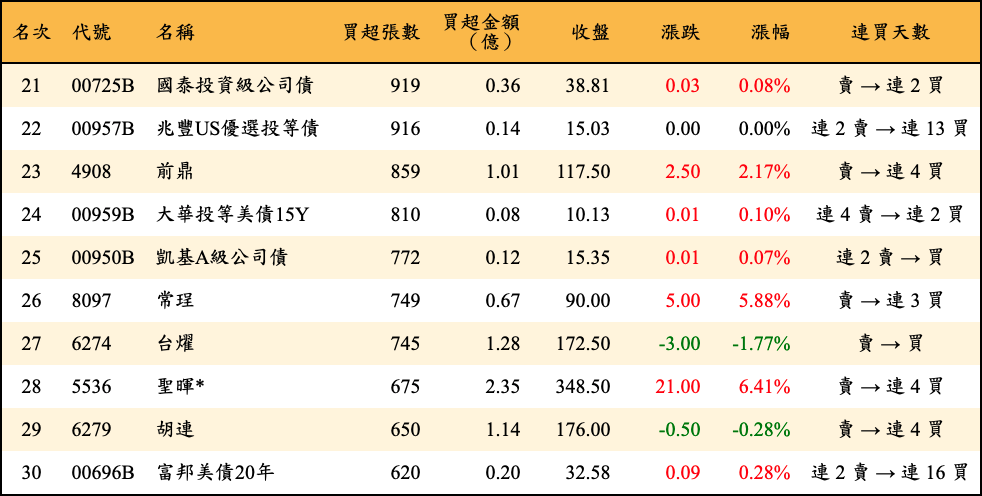 名次 代號 名稱 買超張數 買超金額（億） 收盤 漲跌 漲幅 連買天數
21 00725B 國泰投資級公司債 919 0.36 38.81 0.03 0.08% 賣 → 連 2 買
22 00957B 兆豐US優選投等債 916 0.14 15.03 0.00 0.00% 連 2 賣 → 連 13 買
23 4908 前鼎 859 1.01 117.50 2.50 2.17% 賣 → 連 4 買
24 00959B 大華投等美債15Y 810 0.08 10.13 0.01 0.10% 連 4 賣 → 連 2 買
25 00950B 凱基A級公司債 772 0.12 15.35 0.01 0.07% 連 2 賣 → 買
26 8097 常珵 749 0.67 90.00 5.00 5.88% 賣 → 連 3 買
27 6274 台燿 745 1.28 172.50 -3.00 -1.77% 賣 → 買
28 5536 聖暉* 675 2.35 348.50 21.00 6.41% 賣 → 連 4 買
29 6279 胡連 650 1.14 176.00 -0.50 -0.28% 賣 → 連 4 買
30 00696B 富邦美債20年 620 0.20 32.58 0.09 0.28% 連 2 賣 → 連 16 買